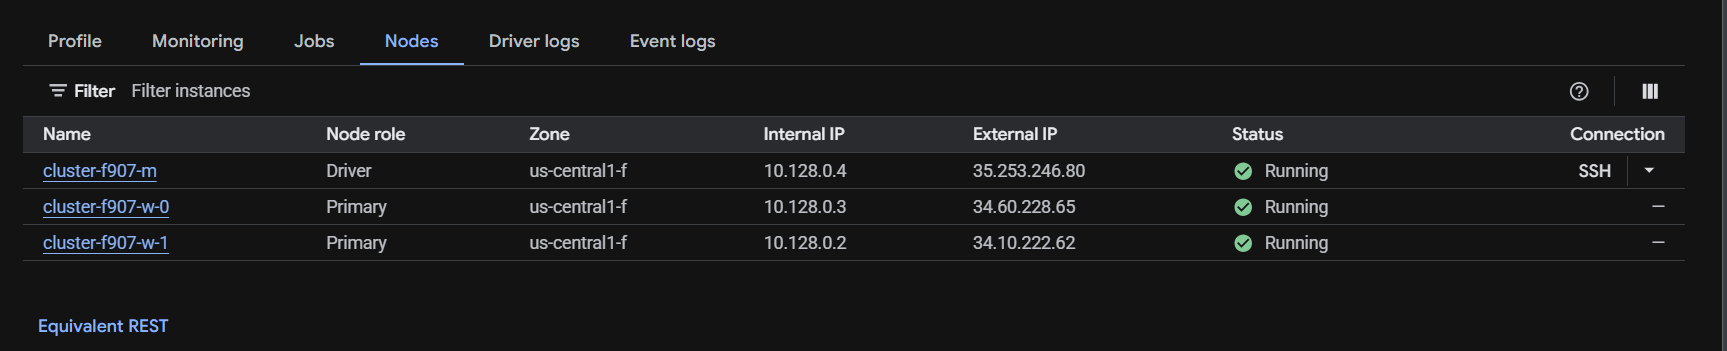 Profile Monitoring Jobs Nodes Driver logs Event logs
Filter Filter instances
Name Node role Zone Internal IP External IP Status Connection
cluster-f907-m Driver us-central1-f 10.128.0.4 35.253.246.80 Running SSH
cluster-f907-w-0 Primary us-central1-f 10.128.0.3 34.60.228.65 Running —
cluster-f907-w-1 Primary us-central1-f 10.128.0.2 34.10.222.62 Running —
Equivalent REST